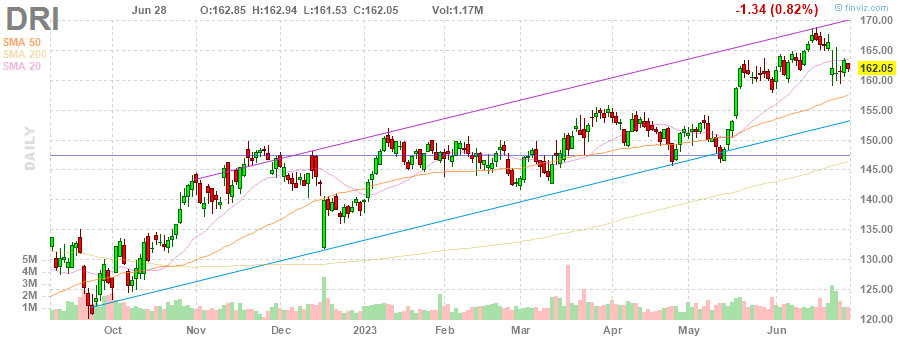 DRI Jun 28 O:162.85 H:162.94 L:161.53 C:162.05 Vol:1.17M -1.34 (0.82%) © finviz.com
SMA 50
SMA 200
SMA 20
DAILY
170.00
165.00
162.05
160.00
155.00
150.00
145.00
140.00
135.00
130.00
125.00
120.00
5M
4M
3M
2M
1M
Oct Nov Dec 2023 Feb Mar Apr May Jun